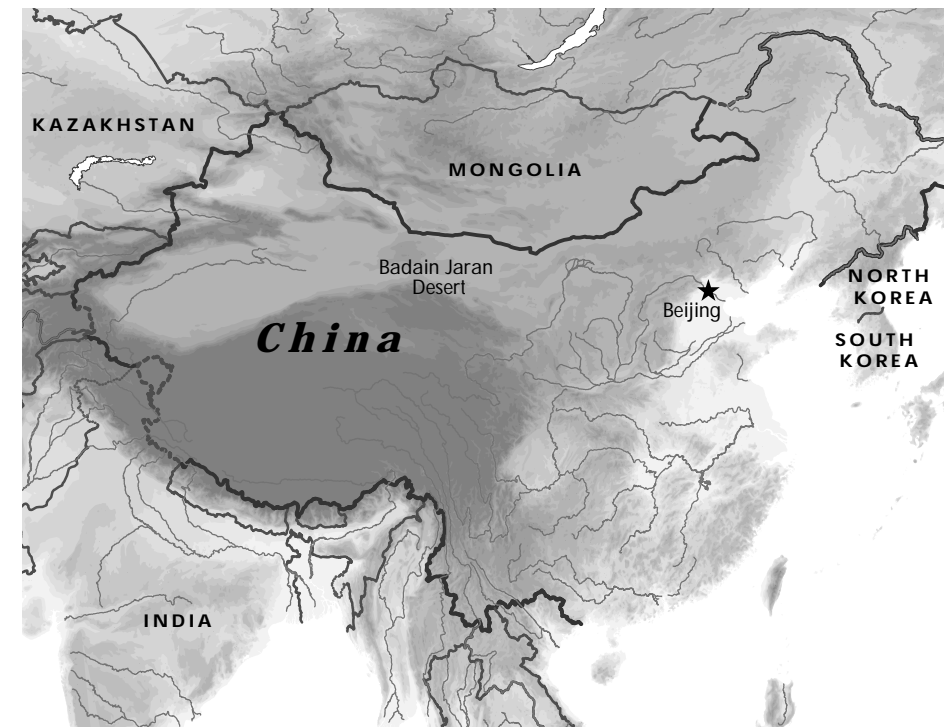 KAZAKHSTAN
MONGOLIA
Badain Jaran
Desert
NORTH
KOREA
Beijing
China
SOUTH
KOREA
INDIA